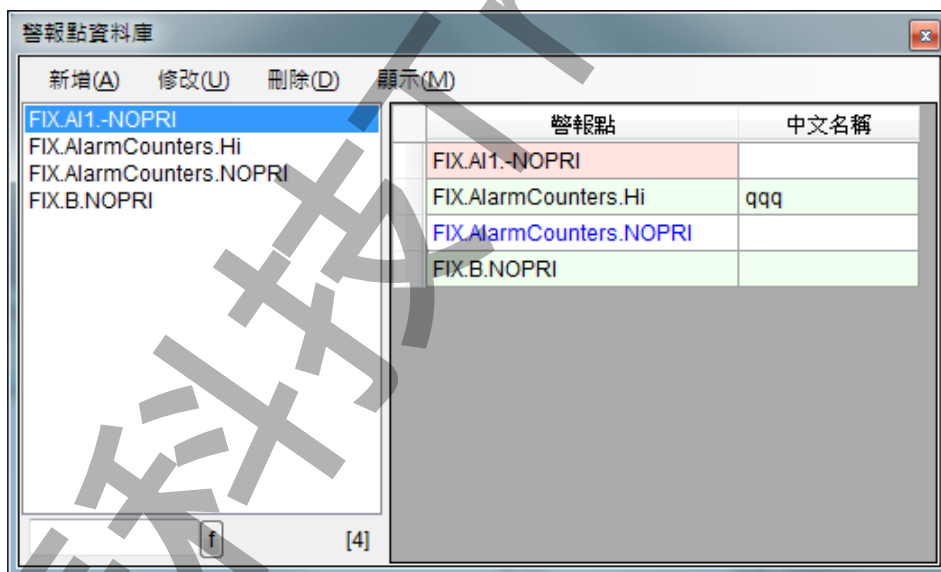 警報點資料庫
新增(A) 修改(U) 刪除(D) 顯示(M)
FIX.AI1.-NOPRI
FIX.AlarmCounters.Hi
FIX.AlarmCounters.NOPRI
FIX.B.NOPRI
f [4]
警報點 中文名稱
FIX.AI1.-NOPRI
FIX.AlarmCounters.Hi qqq
FIX.AlarmCounters.NOPRI
FIX.B.NOPRI
科技